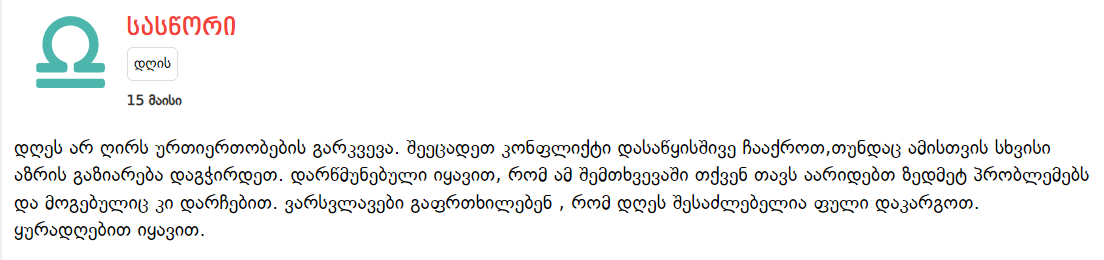 სასწორი
დღის
15 მაისი
დღეს არ ღირს ურთიერთობების გარკვევა. შეეცადეთ კონფლიქტი დასაწყისშივე ჩააქროთ,თუნდაც ამისთვის სხვისი
აზრის გაზიარება დაგჭირდეთ. დარწმუნებული იყავით, რომ ამ შემთხვევაში თქვენ თავს აარიდებთ ზედმეტ პრობლემებს
და მოგებულიც კი დარჩებით. ვარსვლავები გაფრთხილებენ , რომ დღეს შესაძლებელია ფული დაკარგოთ.
ყურადღებით იყავით.